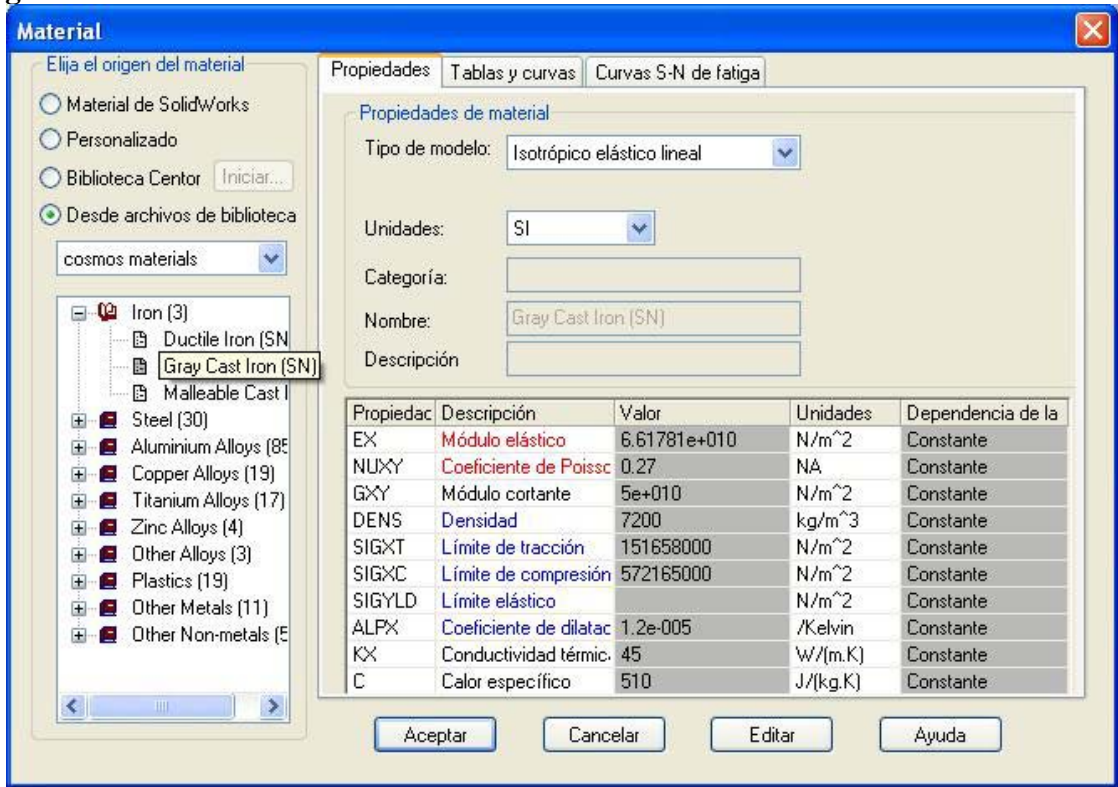 Material
Elija el origen del material
Material de SolidWorks
Personalizado
Biblioteca Centor Iniciar...
Desde archivos de biblioteca
cosmos materials
Iron (3)
Ductile Iron (SN
Gray Cast Iron (SN)
Malleable Cast I
Steel (30)
Aluminium Alloys (85
Copper Alloys (19)
Titanium Alloys (17)
Zinc Alloys (4)
Other Alloys (3)
Plastics (19)
Other Metals (11)
Other Non-metals (5
Propiedades Tablas y curvas Curvas S-N de fatiga
Propiedades de material
Tipo de modelo: Isotrópico elástico lineal
Unidades: SI
Categoría:
Nombre: Gray Cast Iron (SN)
Descripción
Propiedac Descripción Valor Unidades Dependencia de la
EX Módulo elástico 6.61781e+010 N/m^2 Constante
NUXY Coeficiente de Poissc 0.27 NA Constante
GXY Módulo cortante 5e+010 N/m^2 Constante
DENS Densidad 7200 kg/m^3 Constante
SIGXT Límite de tracción 151658000 N/m^2 Constante
SIGXC Límite de compresión 572165000 N/m^2 Constante
SIGYLD Límite elástico N/m^2 Constante
ALPX Coeficiente de dilatac 1.2e-005 /Kelvin Constante
KX Conductividad térmic. 45 W/(m.K) Constante
C Calor específico 510 J/(kg.K) Constante
Aceptar Cancelar Editar Ayuda